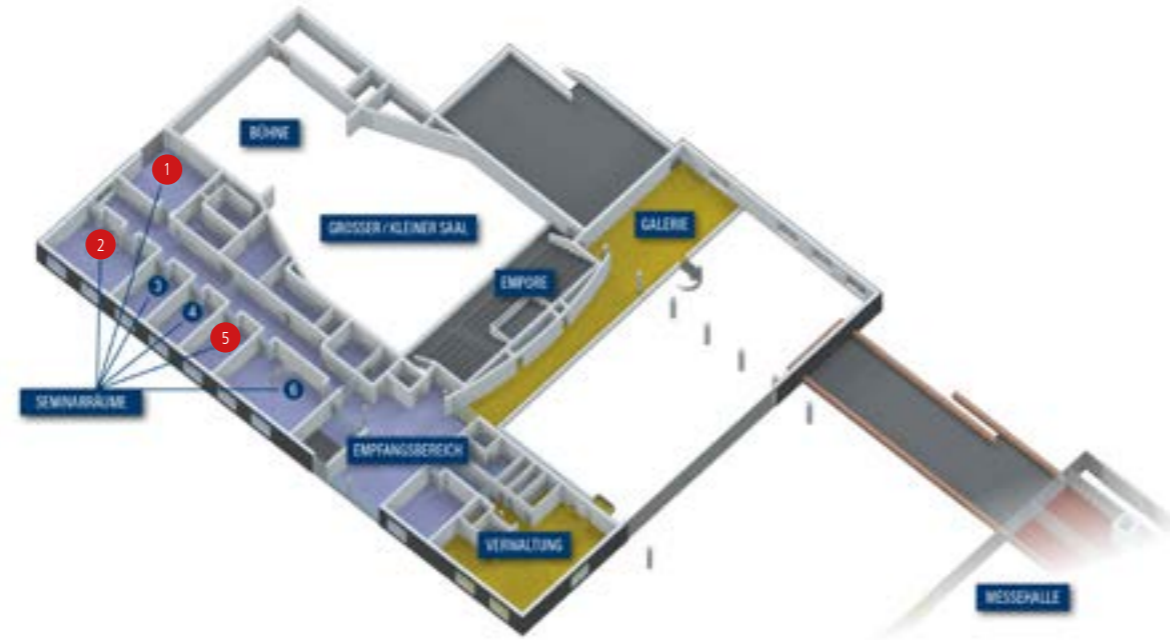 BÜHNE
1
GROSSER/KLEINER SAAL
GALERIE
2
EMPORE
3
4
5
6
SEMINARRÄUME
EMPFANGSBEREICH
VERWALTUNG
MESSEHALLE